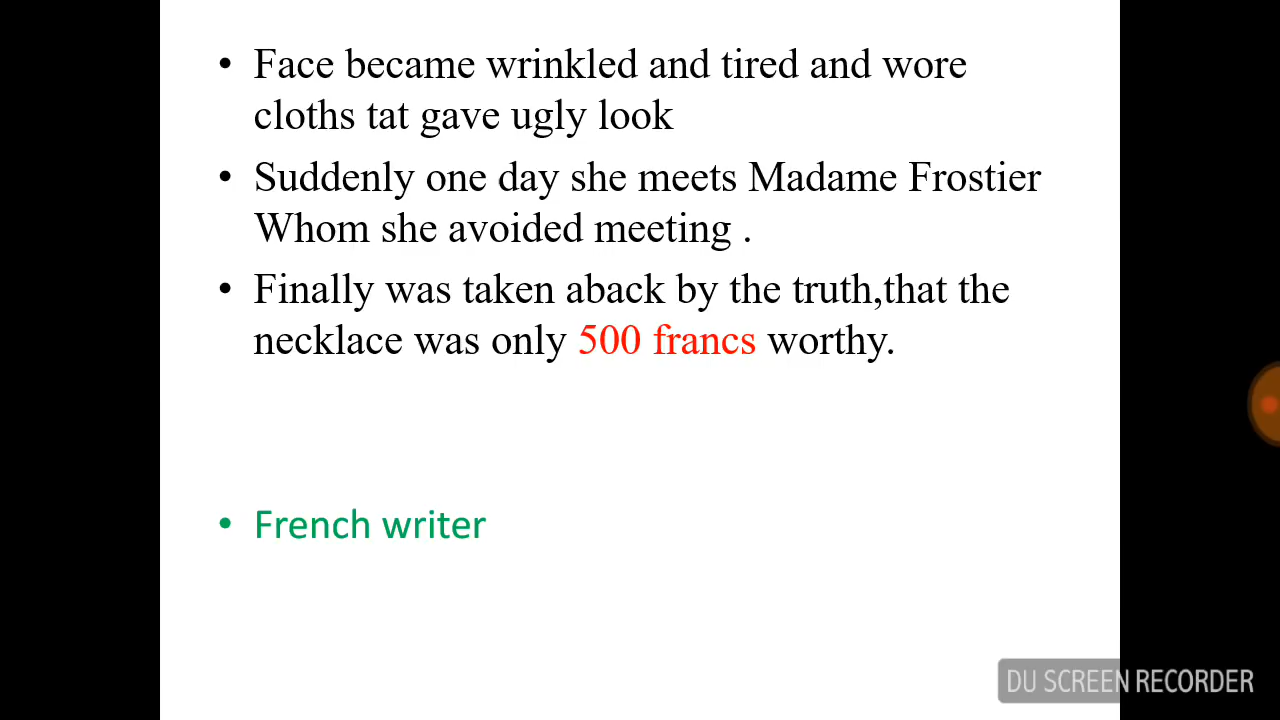 • Face became wrinkled and tired and wore
cloths tat gave ugly look
• Suddenly one day she meets Madame Frostier
Whom she avoided meeting .
• Finally was taken aback by the truth,that the
necklace was only 500 francs worthy.
• French writer
DU SCREEN RECORDER